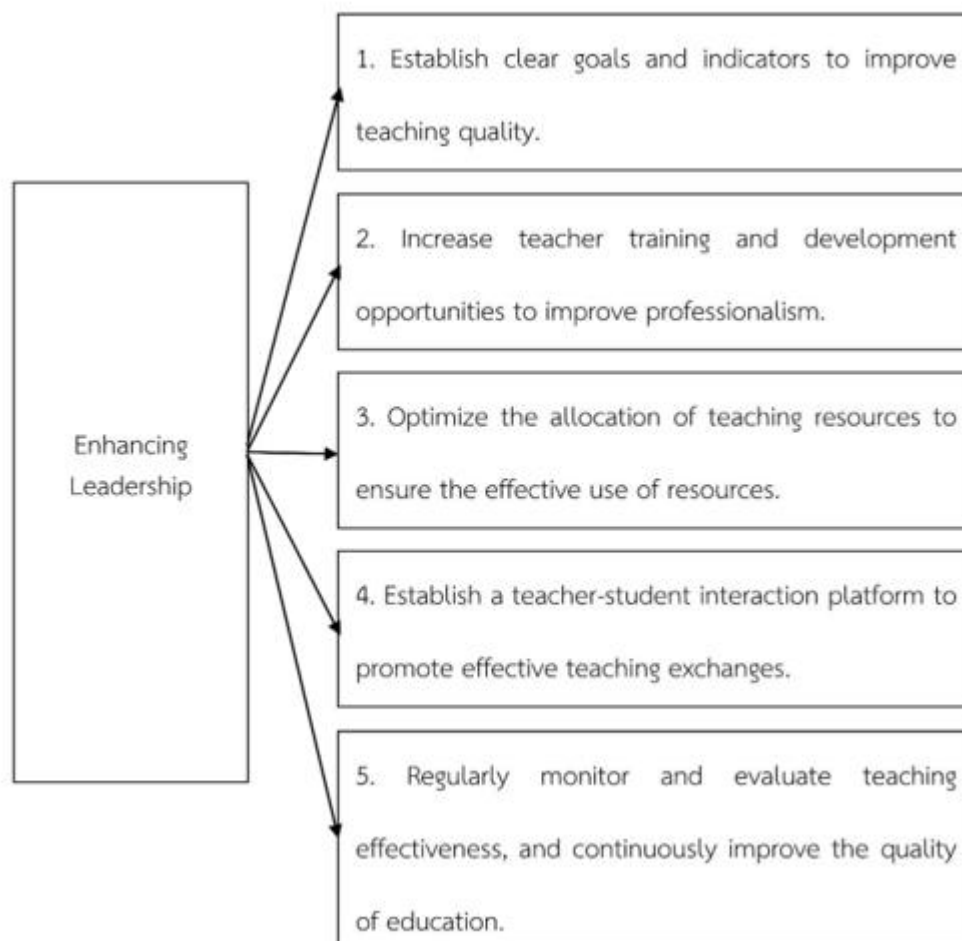 Enhancing
Leadership
1. Establish clear goals and indicators to improve
teaching quality.
2. Increase teacher training and development
opportunities to improve professionalism.
3. Optimize the allocation of teaching resources to
ensure the effective use of resources.
4. Establish a teacher-student interaction platform to
promote effective teaching exchanges.
5. Regularly monitor and evaluate teaching
effectiveness, and continuously improve the quality
of education.